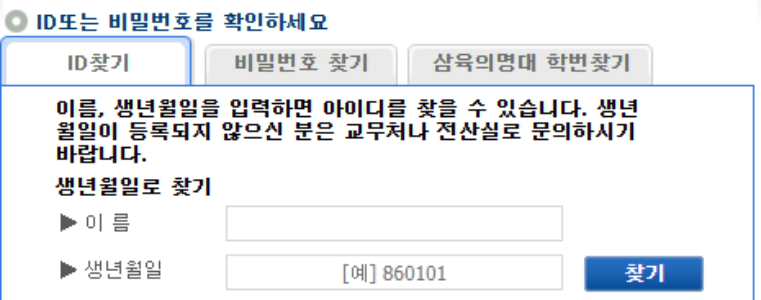 ID또는 비밀번호를 확인하세요
ID찾기 비밀번호 찾기 삼육의명대 학번찾기
이름, 생년월일을 입력하면 아이디를 찾을 수 있습니다. 생년
월일이 등록되지 않으신 분은 교무처나 전산실로 문의하시기
바랍니다.
생년월일로 찾기
▶ 이 름
▶ 생년월일 [예] 860101 찾기